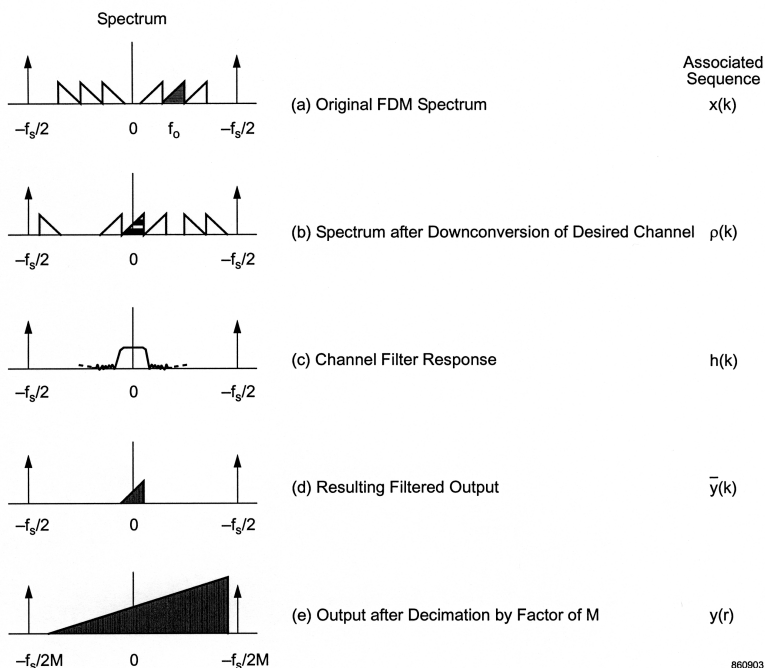 Spectrum
Associated
Sequence
(a) Original FDM Spectrum
x(k)
–fs/2 0 fo –fs/2
(b) Spectrum after Downconversion of Desired Channel ρ(k)
–fs/2 0 –fs/2
(c) Channel Filter Response
h(k)
–fs/2 0 –fs/2
(d) Resulting Filtered Output
y̅(k)
–fs/2 0 –fs/2
(e) Output after Decimation by Factor of M
y(r)
–fs/2M 0 –fs/2M
860903